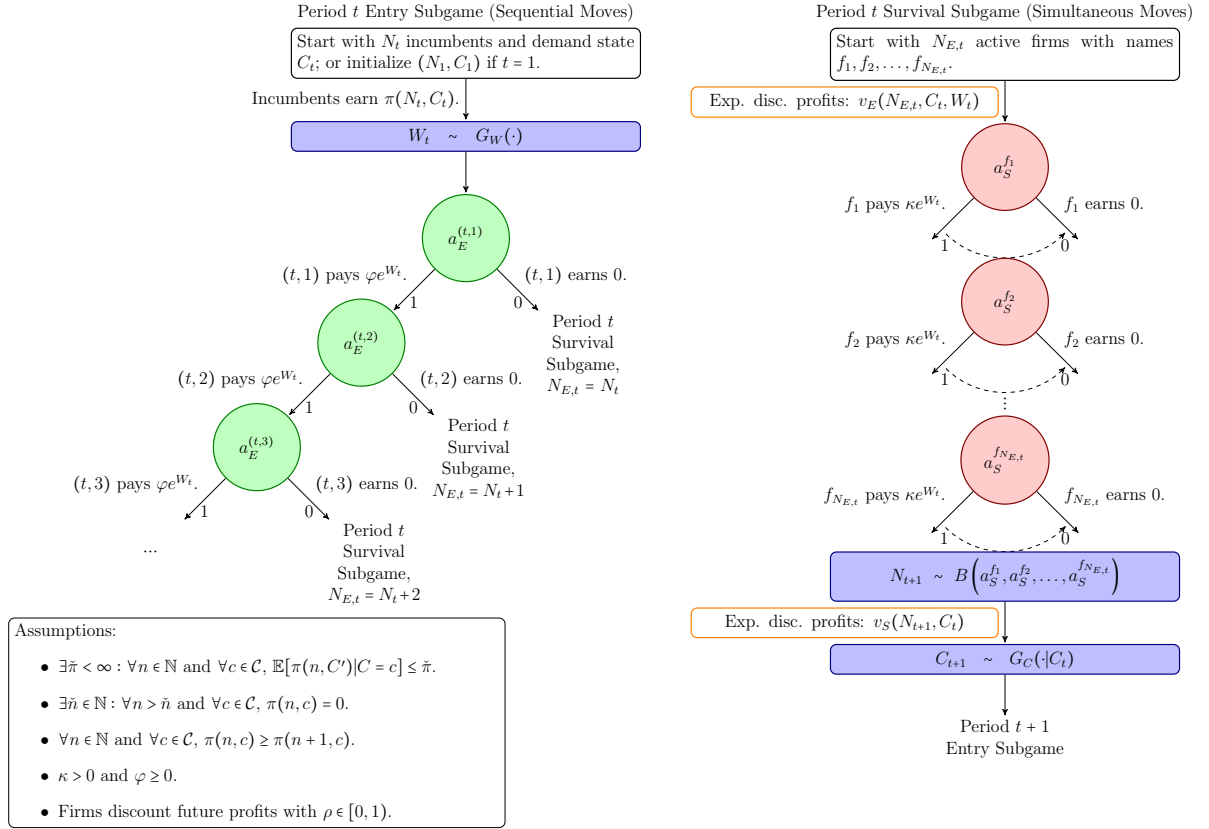 Period t Entry Subgame (Sequential Moves)
Start with N_t incumbents and demand state
C_t; or initialize (N_1, C_1) if t = 1.
Incumbents earn π(N_t, C_t).
W_t ∼ G_W(·)
a_E^{(t,1)}
(t, 1) pays φe^{W_t}.
(t, 1) earns 0.
1
0
Period t
Survival
Subgame,
N_{E,t} = N_t
a_E^{(t,2)}
(t, 2) pays φe^{W_t}.
(t, 2) earns 0.
1
0
Period t
Survival
Subgame,
N_{E,t} = N_t + 1
a_E^{(t,3)}
(t, 3) pays φe^{W_t}.
(t, 3) earns 0.
1
0
...
Period t
Survival
Subgame,
N_{E,t} = N_t + 2
Assumptions:
• ∃π̌ < ∞ : ∀n ∈ ℕ and ∀c ∈ 𝒞, 𝔼[π(n, C′)|C = c] ≤ π̌.
• ∃ň ∈ ℕ : ∀n > ň and ∀c ∈ 𝒞, π(n, c) = 0.
• ∀n ∈ ℕ and ∀c ∈ 𝒞, π(n, c) ≥ π(n + 1, c).
• κ > 0 and φ ≥ 0.
• Firms discount future profits with ρ ∈ [0, 1).
Period t Survival Subgame (Simultaneous Moves)
Start with N_{E,t} active firms with names
f_1, f_2, . . . , f_{N_{E,t}}.
Exp. disc. profits: v_E(N_{E,t}, C_t, W_t)
a_S^{f_1}
f_1 pays κe^{W_t}.
f_1 earns 0.
1
0
a_S^{f_2}
f_2 pays κe^{W_t}.
f_2 earns 0.
1
0
⋮
a_S^{f_{N_{E,t}}}
f_{N_{E,t}} pays κe^{W_t}.
f_{N_{E,t}} earns 0.
1
0
N_{t+1} ∼ B(a_S^{f_1}, a_S^{f_2}, . . . , a_S^{f_{N_{E,t}}})
Exp. disc. profits: v_S(N_{t+1}, C_t)
C_{t+1} ∼ G_C(·|C_t)
Period t + 1
Entry Subgame